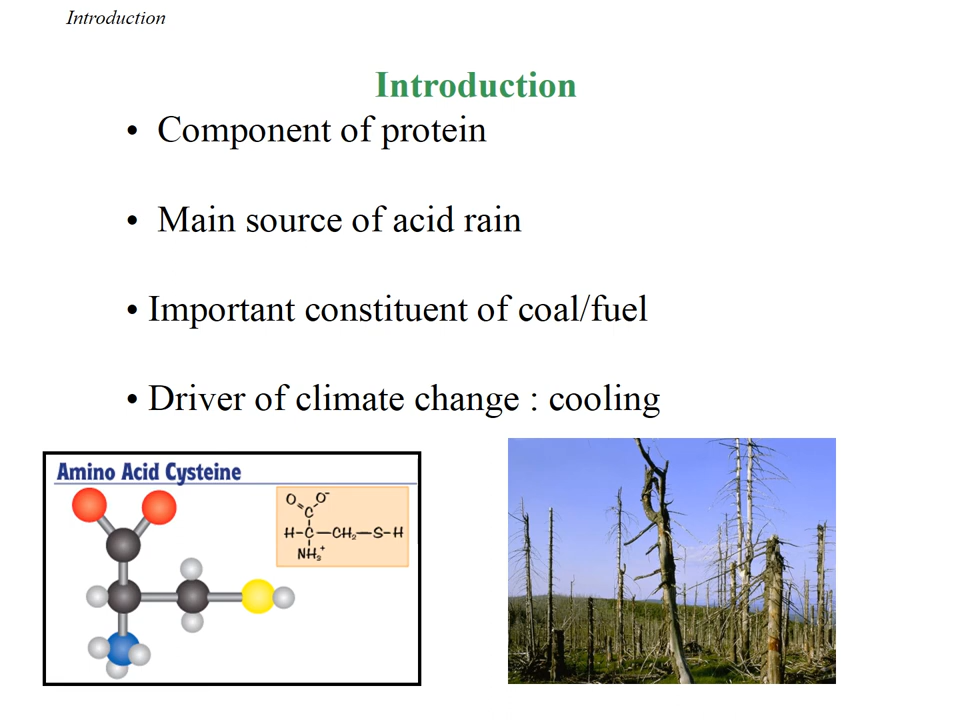 Introduction
Introduction
• Component of protein
• Main source of acid rain
• Important constituent of coal/fuel
• Driver of climate change : cooling
Amino Acid Cysteine
O O⁻
C
H-C-CH₂-S-H
NH₃⁺